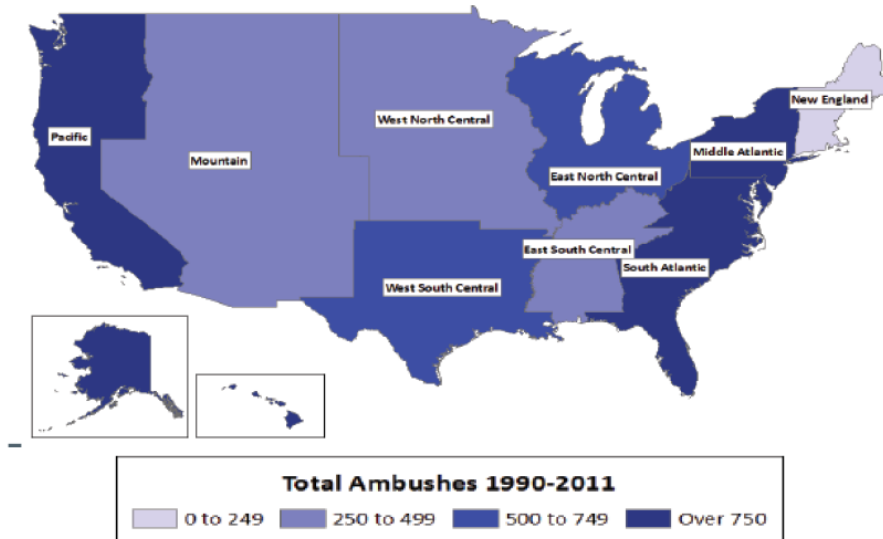 New England
West North Central
Pacific
Middle Atlantic
Mountain
East North Central
East South Central
South Atlantic
West South Central
Total Ambushes 1990-2011
0 to 249 250 to 499 500 to 749 Over 750